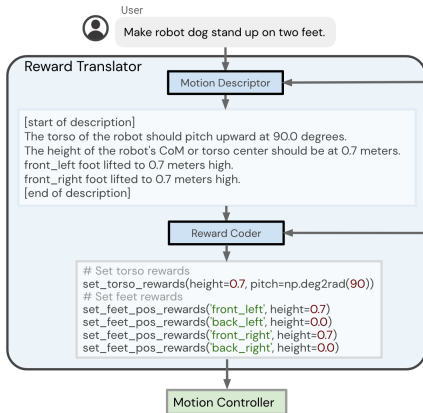 User
Make robot dog stand up on two feet.
Reward Translator
Motion Descriptor
[start of description]
The torso of the robot should pitch upward at 90.0 degrees.
The height of the robot's CoM or torso center should be at 0.7 meters.
front_left foot lifted to 0.7 meters high.
front_right foot lifted to 0.7 meters high.
[end of description]
Reward Coder
# Set torso rewards
set_torso_rewards(height=0.7, pitch=np.deg2rad(90))
# Set feet rewards
set_feet_pos_rewards('front_left', height=0.7)
set_feet_pos_rewards('back_left', height=0.0)
set_feet_pos_rewards('front_right', height=0.7)
set_feet_pos_rewards('back_right', height=0.0)
Motion Controller